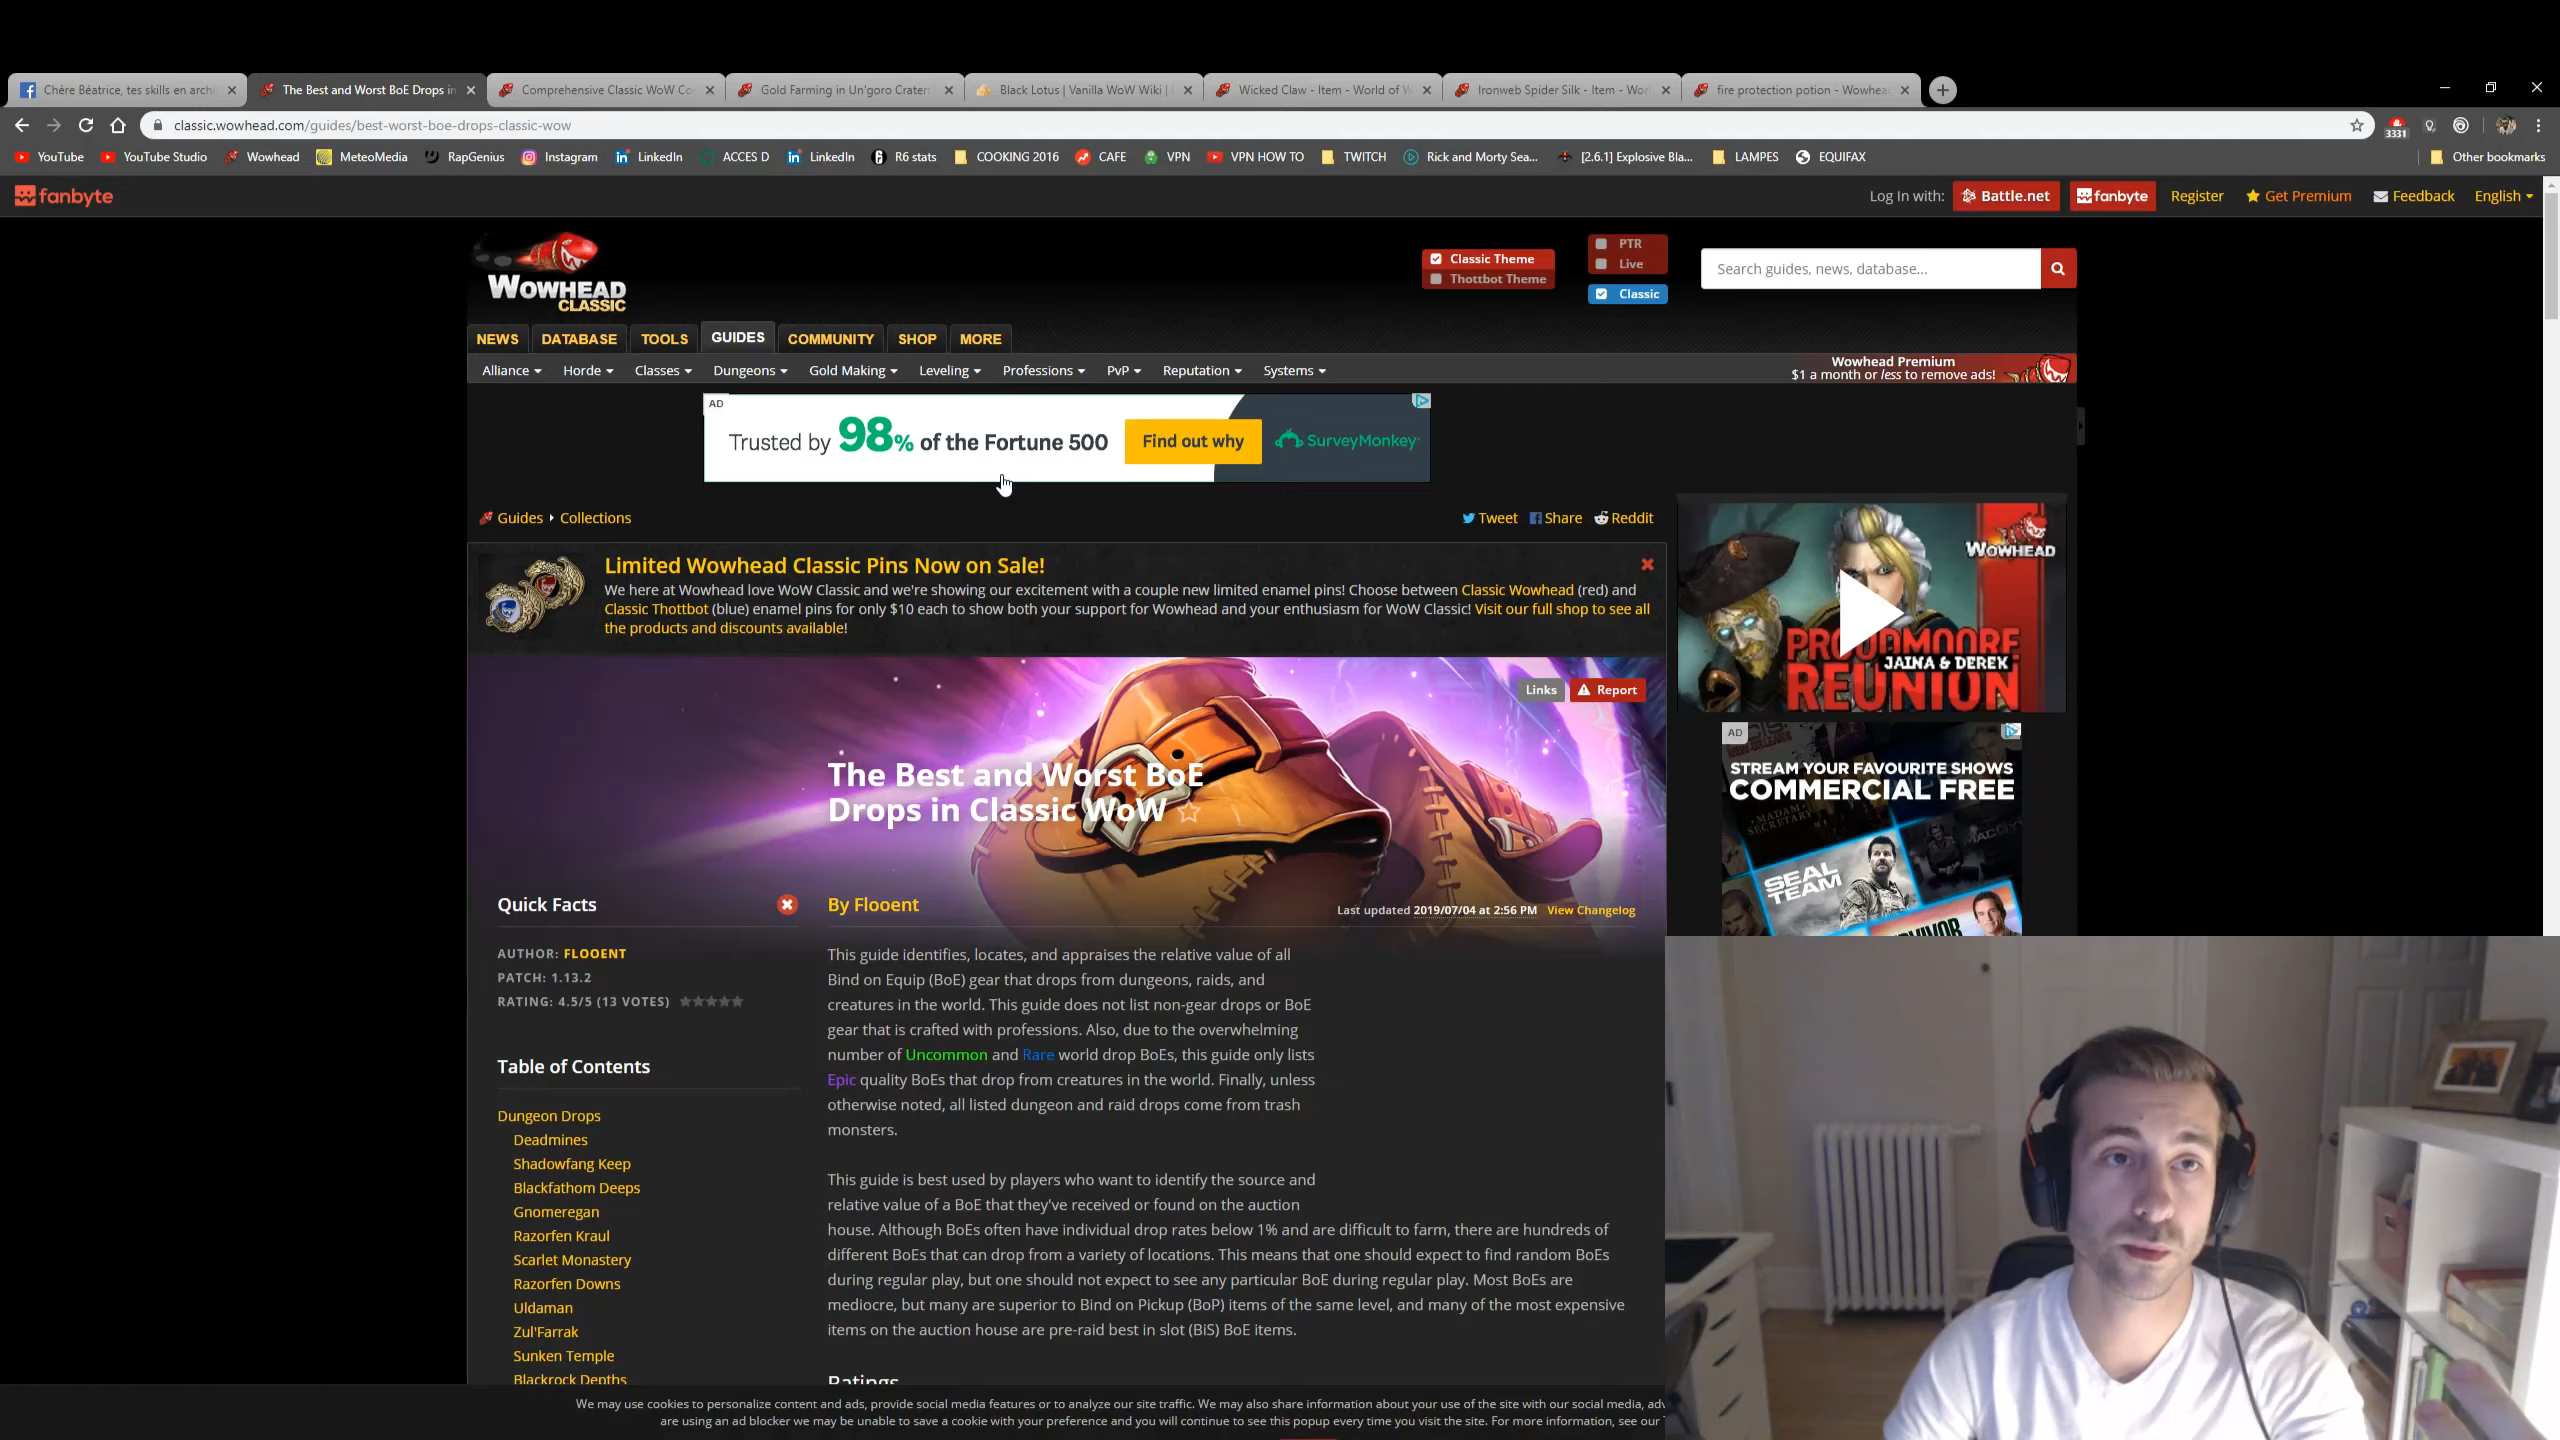 Chère Béatrice, tes skills en arch
The Best and Worst BoE Drops in
Comprehensive Classic WoW Co
Gold Farming in Un'goro Crater:
Black Lotus | Vanilla WoW Wiki |
Wicked Claw - Item - World of W
Ironweb Spider Silk - Item - Wor
fire protection potion - Wowhea
classic.wowhead.com/guides/best-worst-boe-drops-classic-wow
3331
YouTube
YouTube Studio
Wowhead
MeteoMedia
RapGenius
Instagram
LinkedIn
ACCES D
LinkedIn
R6 stats
COOKING 2016
CAFE
VPN
VPN HOW TO
TWITCH
Rick and Morty Sea...
[2.6.1] Explosive Bla...
LAMPES
EQUIFAX
Other bookmarks
fanbyte
Log In with:
Battle.net
fanbyte
Register
Get Premium
Feedback
English
WOWHEAD
CLASSIC
Classic Theme
Thottbot Theme
PTR
Live
Classic
Search guides, news, database...
NEWS
DATABASE
TOOLS
GUIDES
COMMUNITY
SHOP
MORE
Alliance
Horde
Classes
Dungeons
Gold Making
Leveling
Professions
PvP
Reputation
Systems
Wowhead Premium
$1 a month or less to remove ads!
AD
Trusted by 98% of the Fortune 500
Find out why
SurveyMonkey
Guides
Collections
Tweet
Share
Reddit
Limited Wowhead Classic Pins Now on Sale!
We here at Wowhead love WoW Classic and we're showing our excitement with a couple new limited enamel pins! Choose between Classic Wowhead (red) and
Classic Thottbot (blue) enamel pins for only $10 each to show both your support for Wowhead and your enthusiasm for WoW Classic! Visit our full shop to see all
the products and discounts available!
WOWHEAD
PROUDMOORE
JAINA & DEREK
REUNION
Links
Report
The Best and Worst BoE
Drops in Classic WoW
AD
STREAM YOUR FAVOURITE SHOWS
COMMERCIAL FREE
MADAM
SECRETARY
SEAL
TEAM
Quick Facts
AUTHOR: FLOOENT
PATCH: 1.13.2
RATING: 4.5/5 (13 VOTES)
Table of Contents
Dungeon Drops
Deadmines
Shadowfang Keep
Blackfathom Deeps
Gnomeregan
Razorfen Kraul
Scarlet Monastery
Razorfen Downs
Uldaman
Zul'Farrak
Sunken Temple
Blackrock Depths
By Flooent
Last updated 2019/07/04 at 2:56 PM
View Changelog
This guide identifies, locates, and appraises the relative value of all
Bind on Equip (BoE) gear that drops from dungeons, raids, and
creatures in the world. This guide does not list non-gear drops or BoE
gear that is crafted with professions. Also, due to the overwhelming
number of Uncommon and Rare world drop BoEs, this guide only lists
Epic quality BoEs that drop from creatures in the world. Finally, unless
otherwise noted, all listed dungeon and raid drops come from trash
monsters.
This guide is best used by players who want to identify the source and
relative value of a BoE that they've received or found on the auction
house. Although BoEs often have individual drop rates below 1% and are difficult to farm, there are hundreds of
different BoEs that can drop from a variety of locations. This means that one should expect to find random BoEs
during regular play, but one should not expect to see any particular BoE during regular play. Most BoEs are
mediocre, but many are superior to Bind on Pickup (BoP) items of the same level, and many of the most expensive
items on the auction house are pre-raid best in slot (BiS) BoE items.
Ratings
We may use cookies to personalize content and ads, provide social media features or to analyze our site traffic. We may also share information about your use of the site with our social media, adv
are using an ad blocker we may be unable to save a cookie with your preference and you will continue to see this popup every time you visit the site. For more information, see our